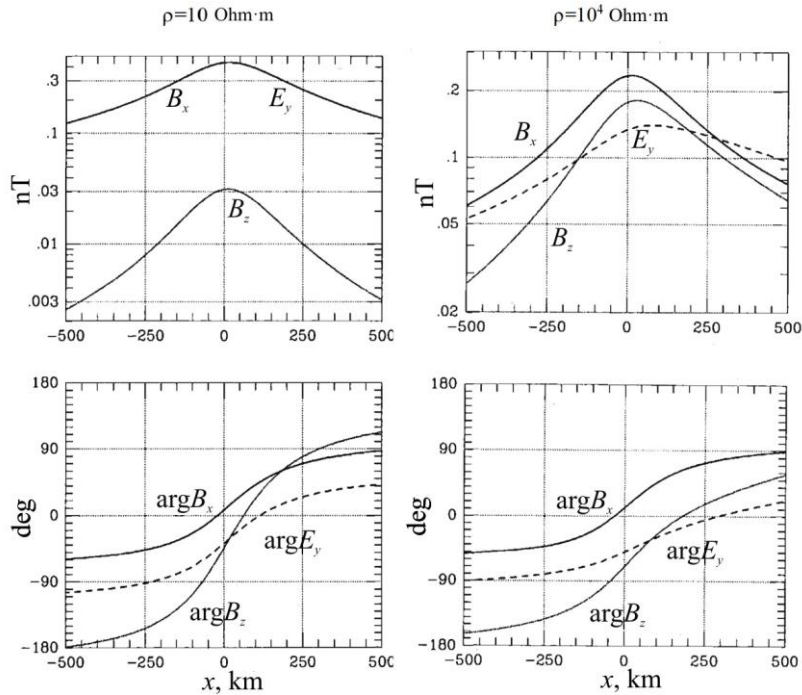 ρ=10 Ohm·m
ρ=10⁴ Ohm·m
nT
.3
.1
.03
.01
.003
B_x
E_y
B_z
−500 −250 0 250 500
nT
.2
.1
.05
.02
B_x
E_y
B_z
−500 −250 0 250 500
deg
180
90
0
−90
−180
argB_x
argE_y
argB_z
−500 −250 0 250 500
x, km
deg
180
90
0
−90
−180
argB_x
argE_y
argB_z
−500 −250 0 250 500
x, km